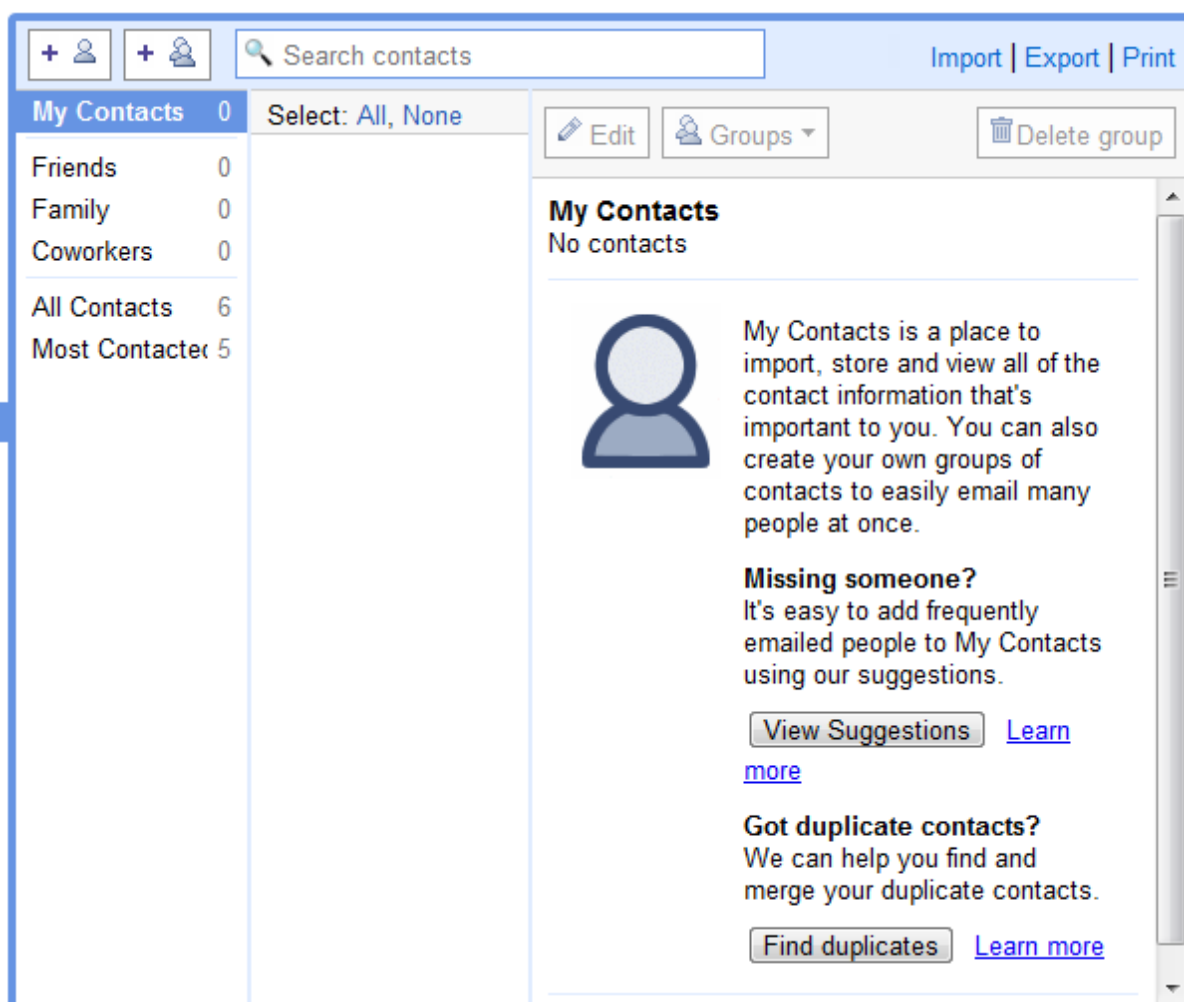 + +
Search contacts
Import | Export | Print
My Contacts 0
Friends 0
Family 0
Coworkers 0
All Contacts 6
Most Contactec 5
Select: All, None
Edit Groups Delete group
My Contacts
No contacts
My Contacts is a place to
import, store and view all of the
contact information that's
important to you. You can also
create your own groups of
contacts to easily email many
people at once.
Missing someone?
It's easy to add frequently
emailed people to My Contacts
using our suggestions.
View Suggestions Learn
more
Got duplicate contacts?
We can help you find and
merge your duplicate contacts.
Find duplicates Learn more